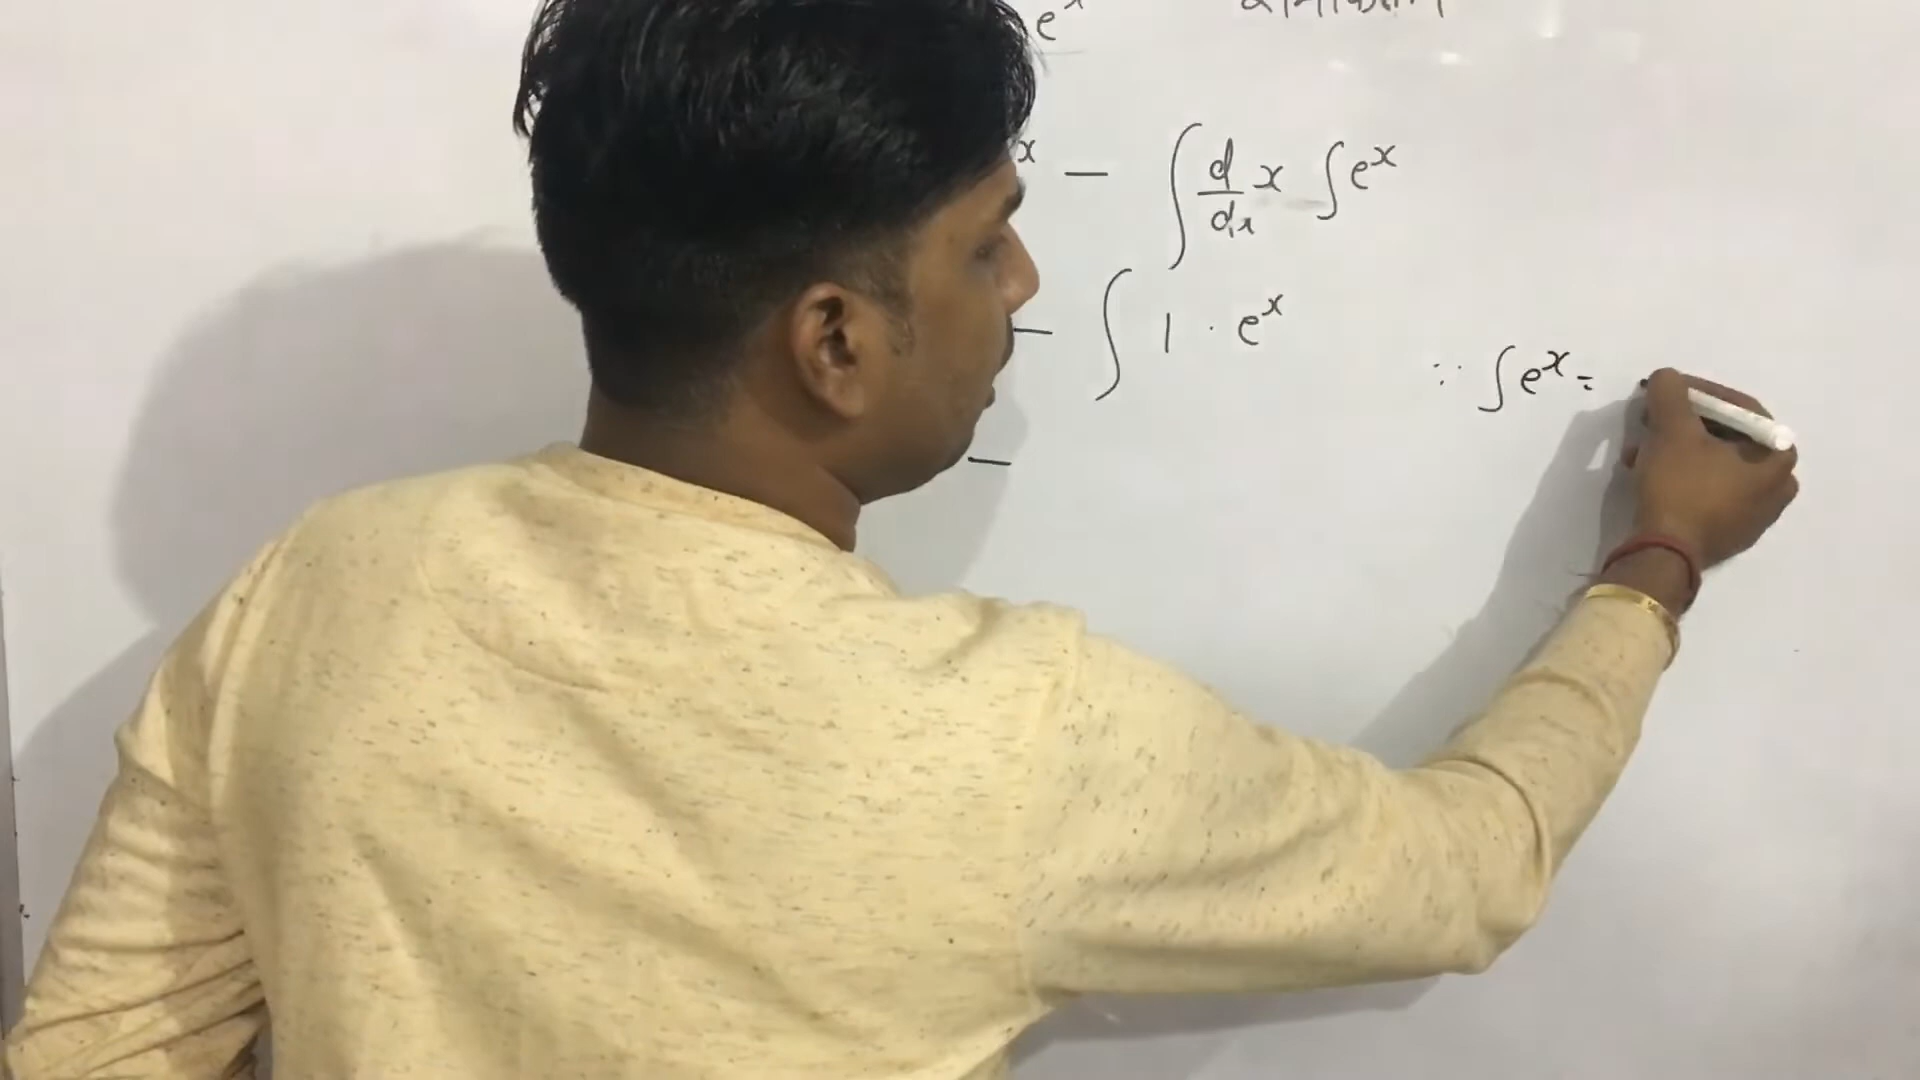 eˣ
x − ∫ d/dx x ∫ eˣ
− ∫ 1 · eˣ
∵ ∫ eˣ =
−